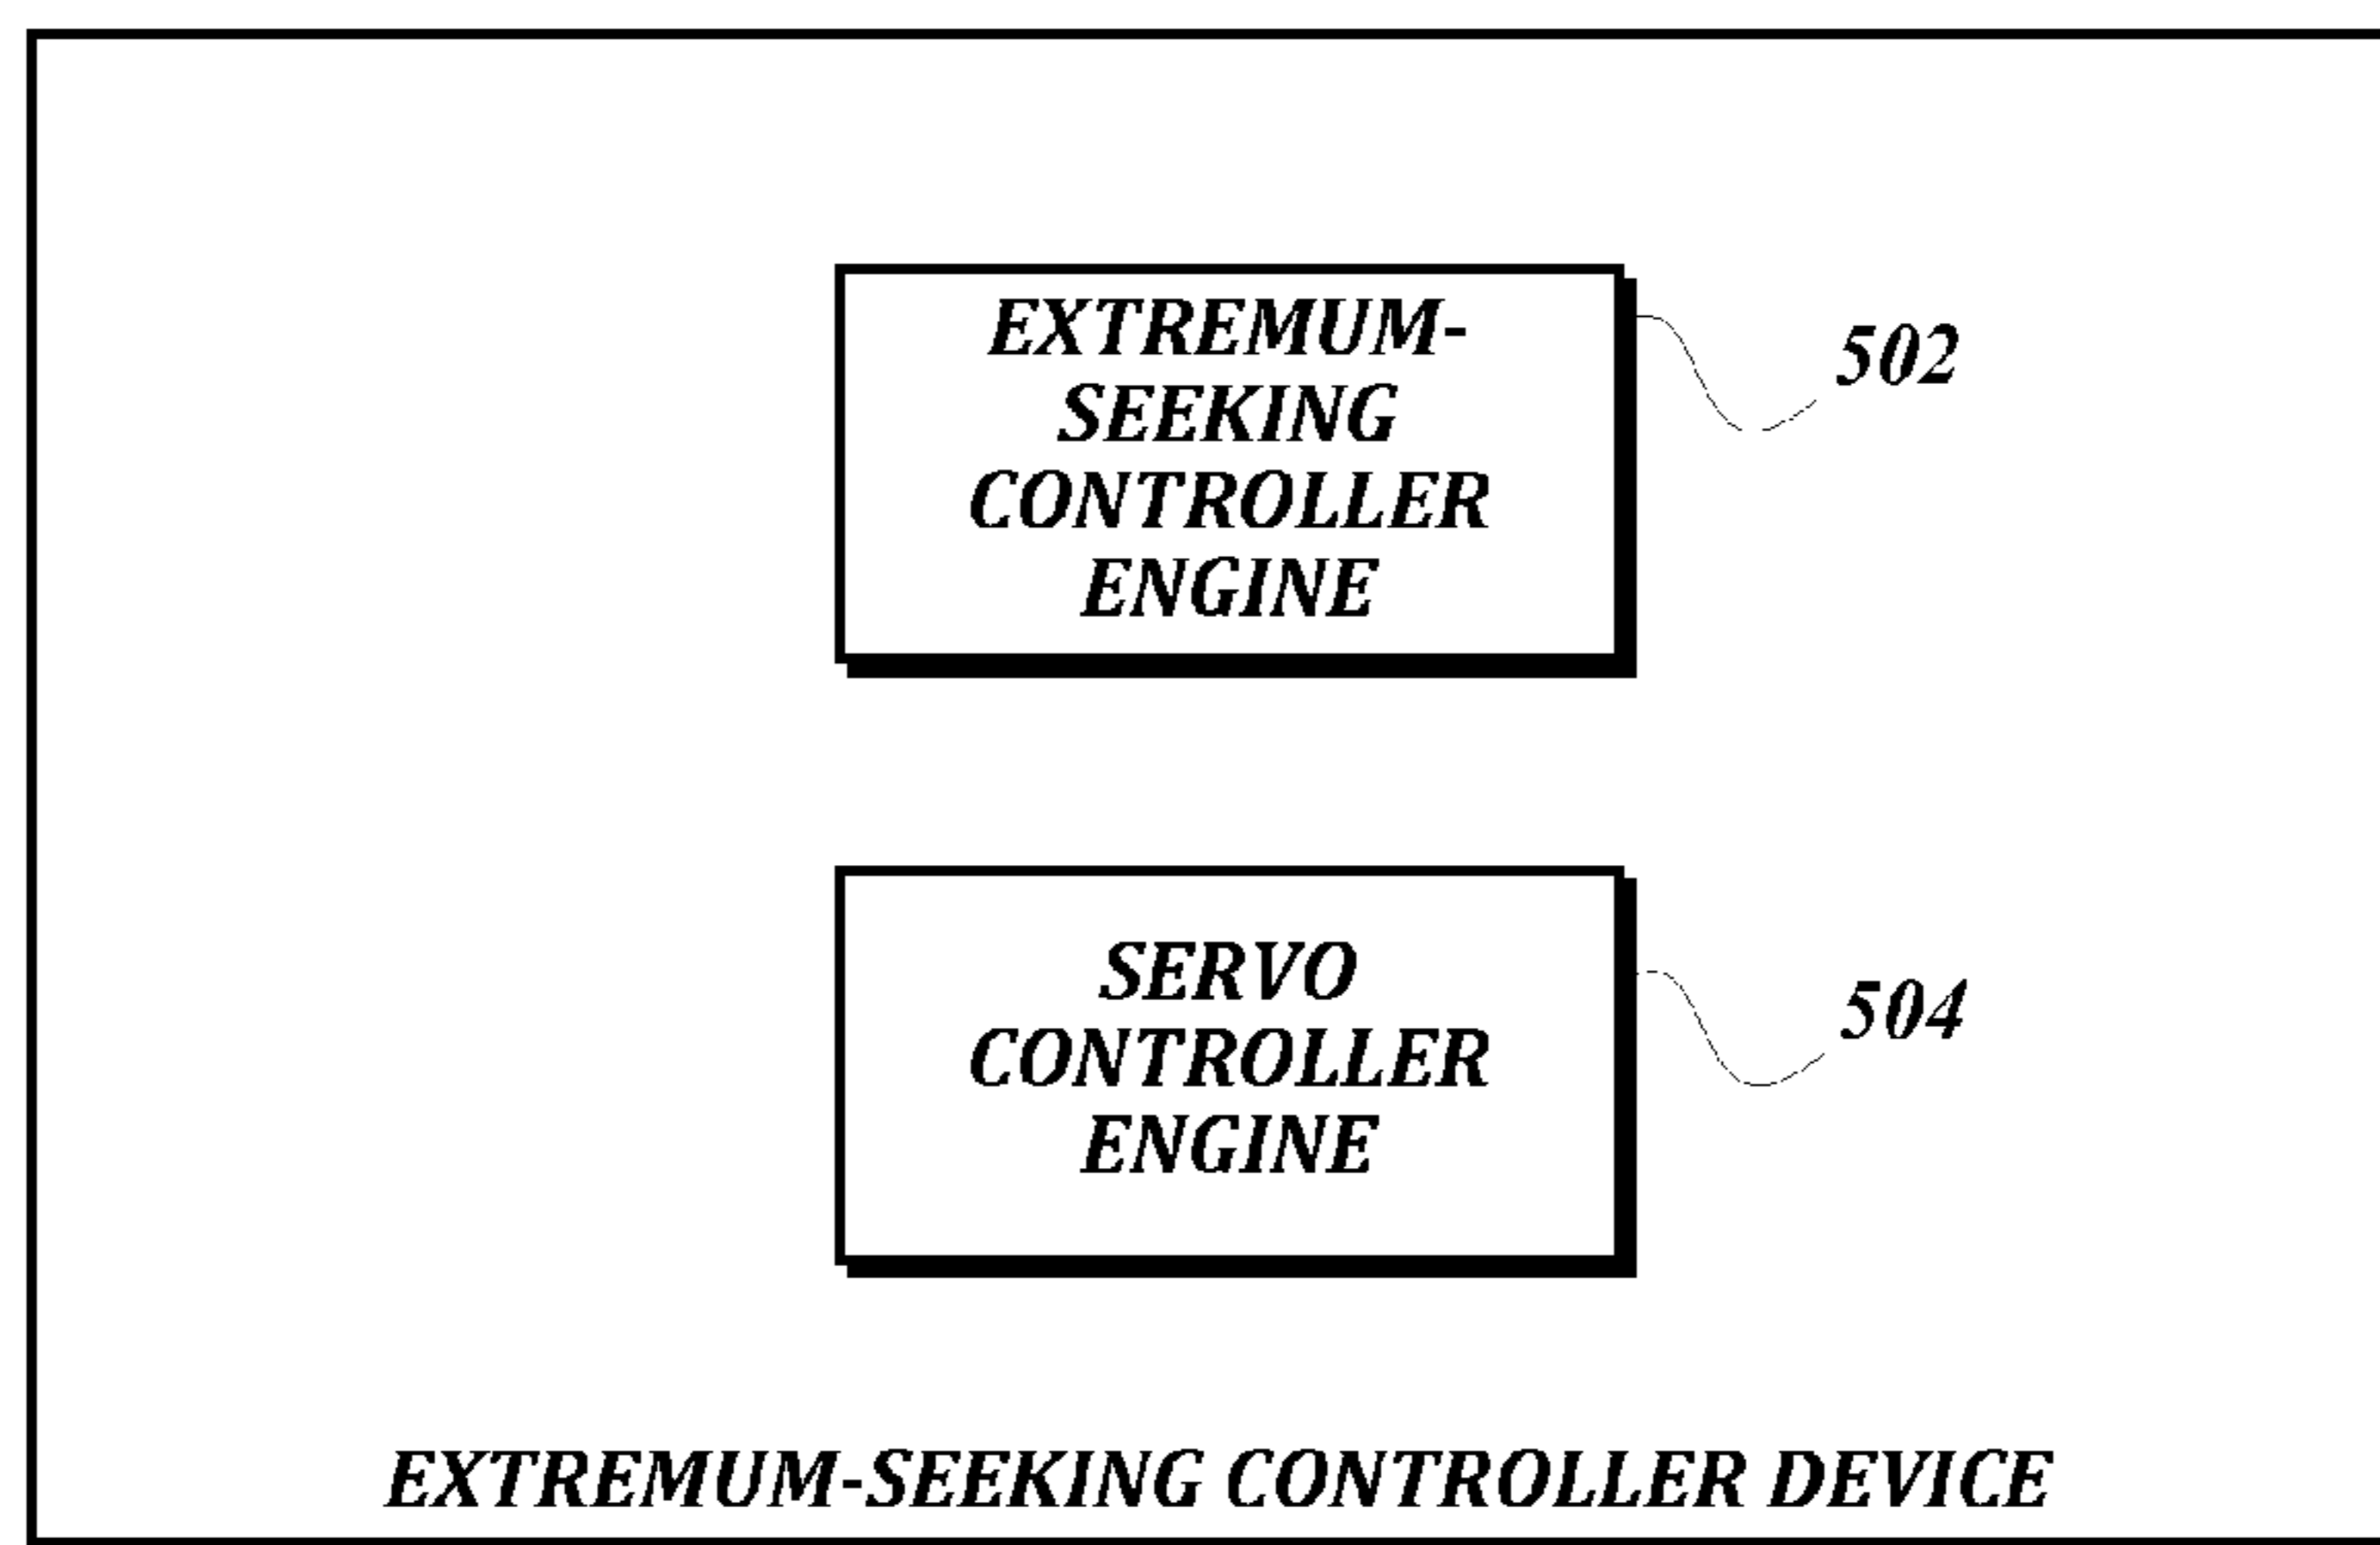 EXTREMUM-
SEEKING
CONTROLLER
ENGINE
502
SERVO
CONTROLLER
ENGINE
504
EXTREMUM-SEEKING CONTROLLER DEVICE